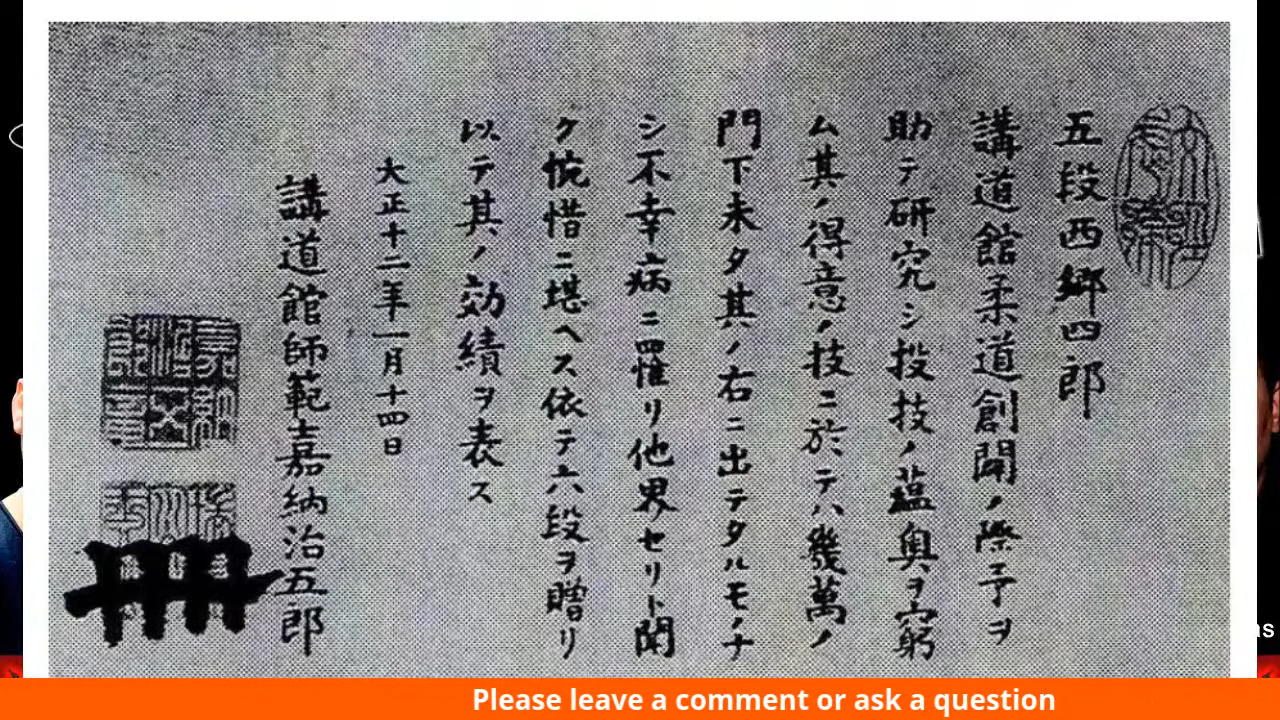 五段西郷四郎
講道館柔道創開ノ際予ヲ
助テ研究シ投技ノ蘊奥ヲ窮
ム其ノ得意ノ技ニ於テハ幾萬ノ
門下未タ其ノ右ニ出テタルモノナ
シ不幸病ニ罹リ他界セリト聞
ク惋惜ニ堪ヘス依テ六段ヲ贈リ
以テ其ノ効績ヲ表ス
大正十二年一月十四日
講道館師範嘉納治五郎
Please leave a comment or ask a question